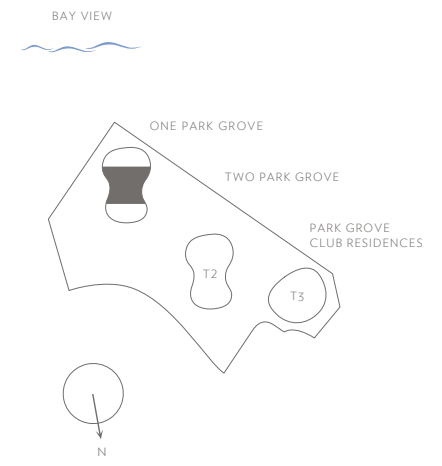 BAY VIEW
ONE PARK GROVE
TWO PARK GROVE
PARK GROVE
CLUB RESIDENCES
T2
T3
N